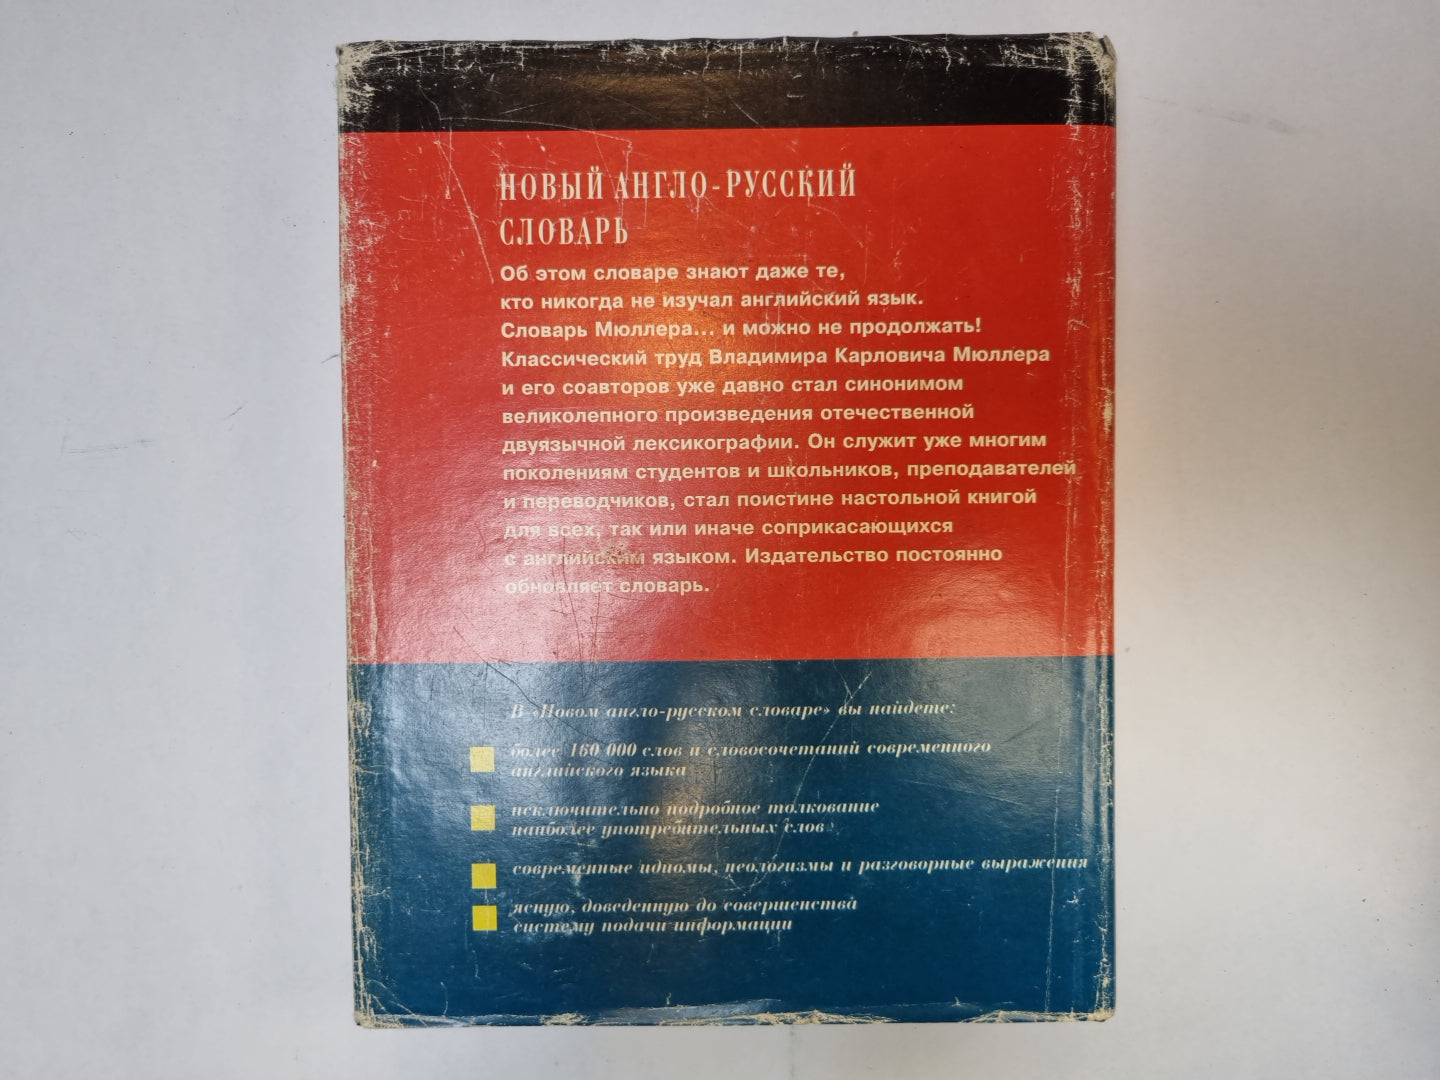 НОВЫЙ АНГЛО-РУССКИЙ
СЛОВАРЬ
Об этом словаре знают даже те,
кто никогда не изучал английский язык.
Словарь Мюллера... и можно не продолжать!
Классический труд Владимира Карловича Мюллера
и его соавторов уже давно стал синонимом
великолепного произведения отечественной
двуязычной лексикографии. Он служит уже многим
поколениям студентов и школьников, преподавателей
и переводчиков, стал поистине настольной книгой
для всех, так или иначе соприкасающихся
с английским языком. Издательство постоянно
обновляет словарь.
В «Новом англо-русском словаре» вы найдете:
более 160 000 слов и словосочетаний современного
английского языка
исключительно подробное толкование
наиболее употребительных слов
современные идиомы, неологизмы и разговорные выражения
ясную, доведенную до совершенства
систему подачи информации